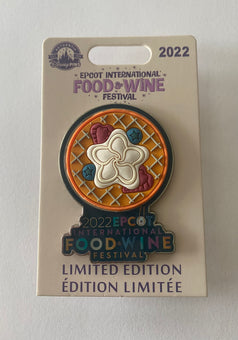 2022
EPCOT INTERNATIONAL
FOOD & WINE
FESTIVAL
2022 EPCOT
INTERNATIONAL
FOOD & WINE
FESTIVAL
LIMITED EDITION
ÉDITION LIMITÉE